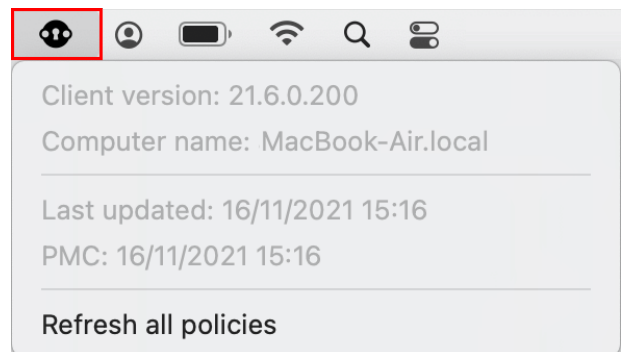 Client version: 21.6.0.200
Computer name: MacBook-Air.local
Last updated: 16/11/2021 15:16
PMC: 16/11/2021 15:16
Refresh all policies